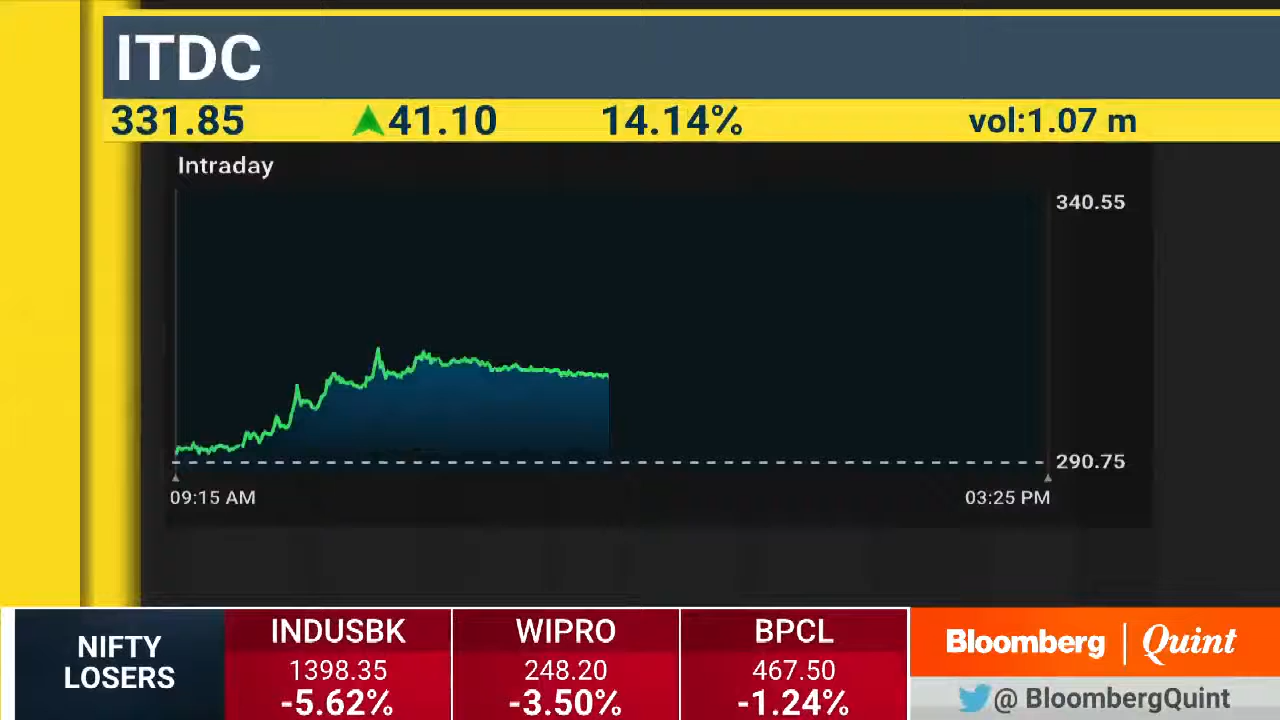 ITDC
331.85 41.10 14.14% vol:1.07 m
Intraday
340.55
290.75
09:15 AM 03:25 PM
NIFTY
LOSERS
INDUSBK
1398.35
-5.62%
WIPRO
248.20
-3.50%
BPCL
467.50
-1.24%
Bloomberg | Quint
@ BloombergQuint